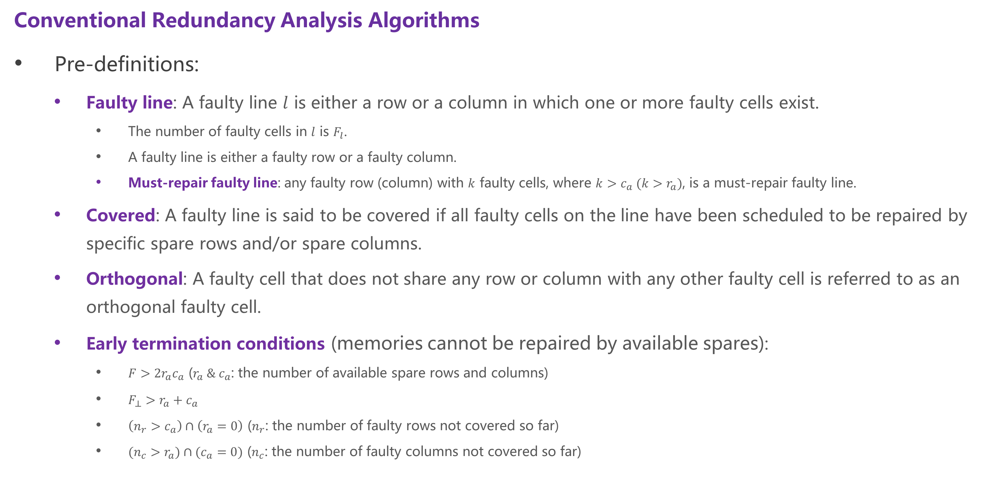 Conventional Redundancy Analysis Algorithms
• Pre-definitions:
• Faulty line: A faulty line l is either a row or a column in which one or more faulty cells exist.
• The number of faulty cells in l is F_l.
• A faulty line is either a faulty row or a faulty column.
• Must-repair faulty line: any faulty row (column) with k faulty cells, where k > c_a (k > r_a), is a must-repair faulty line.
• Covered: A faulty line is said to be covered if all faulty cells on the line have been scheduled to be repaired by
specific spare rows and/or spare columns.
• Orthogonal: A faulty cell that does not share any row or column with any other faulty cell is referred to as an
orthogonal faulty cell.
• Early termination conditions (memories cannot be repaired by available spares):
• F > 2r_a c_a (r_a & c_a: the number of available spare rows and columns)
• F_⊥ > r_a + c_a
• (n_r > c_a) ∩ (r_a = 0) (n_r: the number of faulty rows not covered so far)
• (n_c > r_a) ∩ (c_a = 0) (n_c: the number of faulty columns not covered so far)